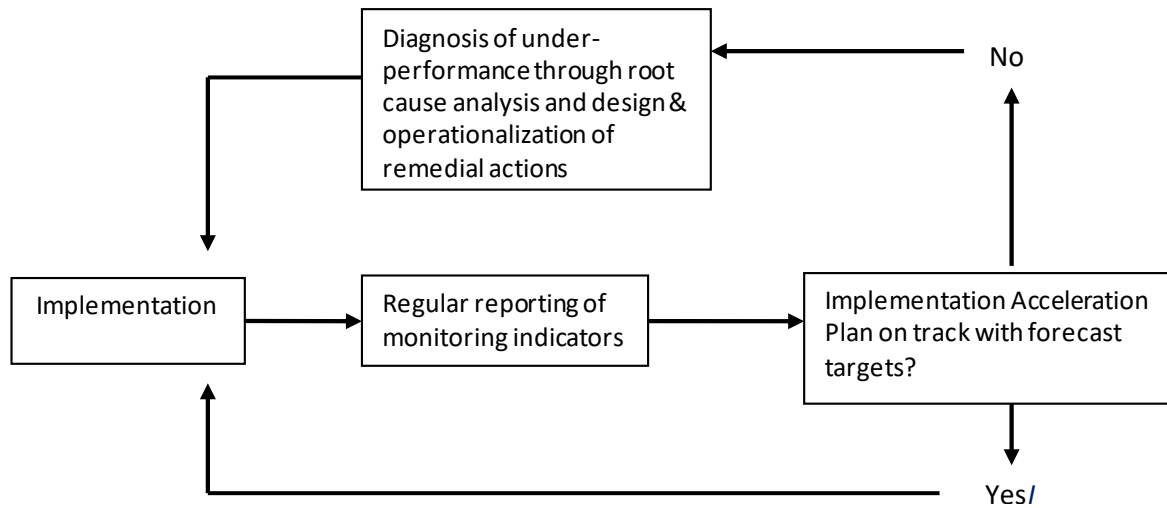 Diagnosis of under-
performance through root
cause analysis and design &
operationalization of
remedial actions
No
Implementation
Regular reporting of
monitoring indicators
Implementation Acceleration
Plan on track with forecast
targets?
Yes/